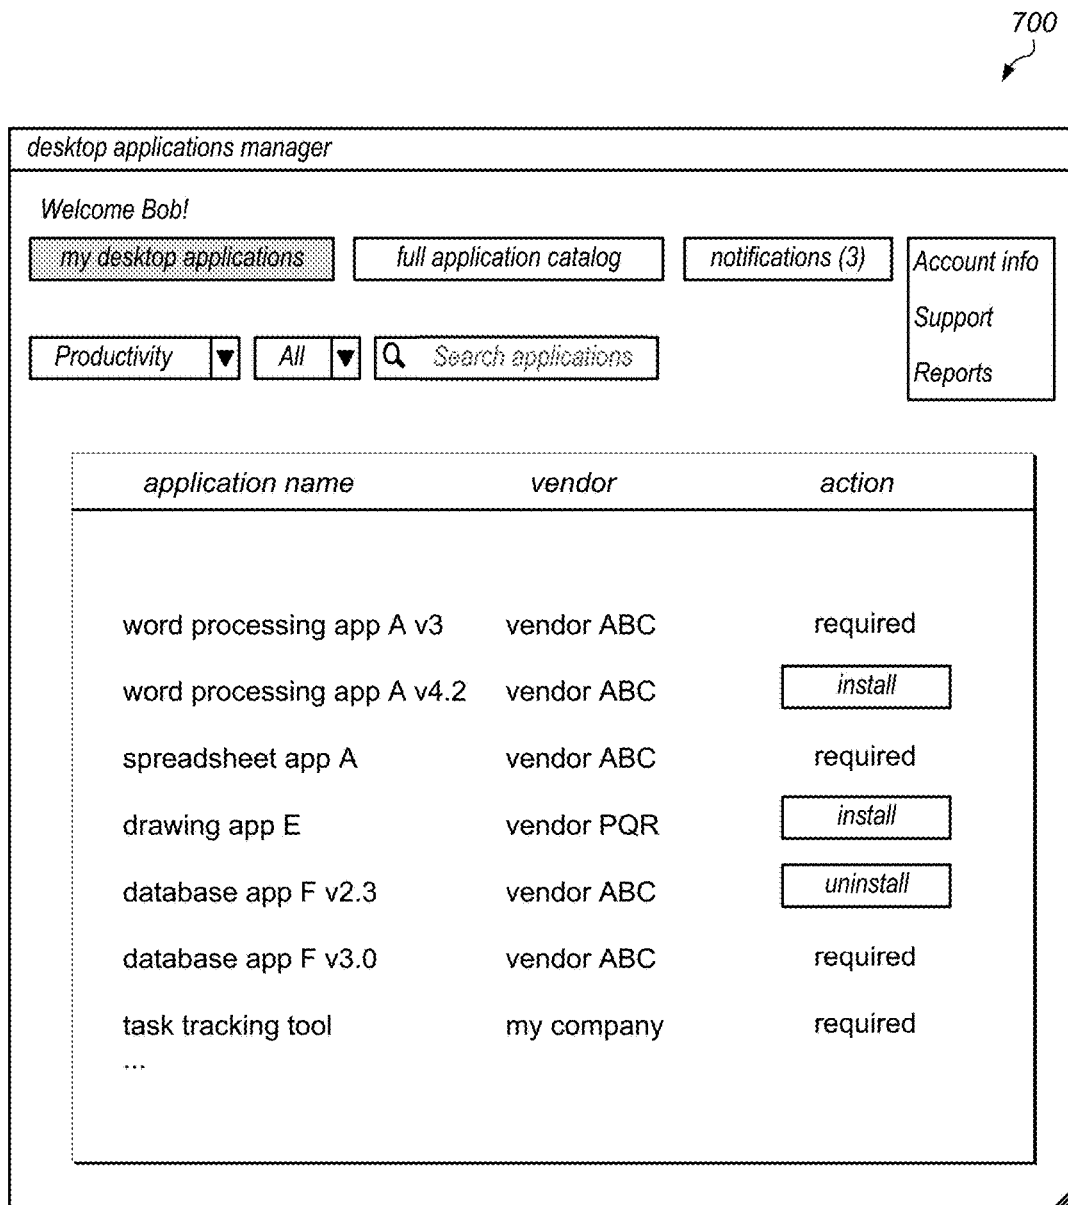 700
desktop applications manager
Welcome Bob!
my desktop applications full application catalog notifications (3) Account info
Support
Productivity All Search applications
Reports
application name vendor action
word processing app A v3 vendor ABC required
word processing app A v4.2 vendor ABC install
spreadsheet app A vendor ABC required
drawing app E vendor PQR install
database app F v2.3 vendor ABC uninstall
database app F v3.0 vendor ABC required
task tracking tool my company required
...